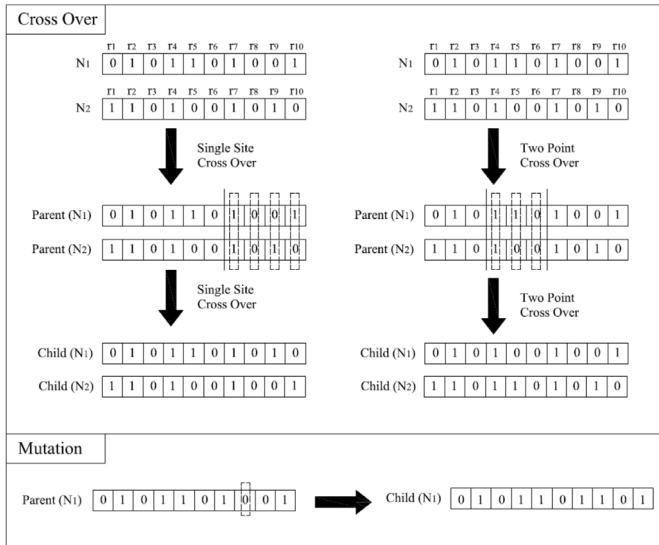 Cross Over
r1 r2 r3 r4 r5 r6 r7 r8 r9 r10
N1 0 1 0 1 1 0 1 0 0 1
r1 r2 r3 r4 r5 r6 r7 r8 r9 r10
N2 1 1 0 1 0 0 1 0 1 0
Single Site
Cross Over
Parent (N1) 0 1 0 1 1 0 1 0 0 1
Parent (N2) 1 1 0 1 0 0 1 0 1 0
Single Site
Cross Over
Child (N1) 0 1 0 1 1 0 1 0 1 0
Child (N2) 1 1 0 1 0 0 1 0 0 1
r1 r2 r3 r4 r5 r6 r7 r8 r9 r10
N1 0 1 0 1 1 0 1 0 0 1
r1 r2 r3 r4 r5 r6 r7 r8 r9 r10
N2 1 1 0 1 0 0 1 0 1 0
Two Point
Cross Over
Parent (N1) 0 1 0 1 1 0 1 0 0 1
Parent (N2) 1 1 0 1 0 0 1 0 1 0
Two Point
Cross Over
Child (N1) 0 1 0 1 0 0 1 0 0 1
Child (N2) 1 1 0 1 1 0 1 0 1 0
Mutation
Parent (N1) 0 1 0 1 1 0 1 0 0 1
Child (N1) 0 1 0 1 1 0 1 1 0 1